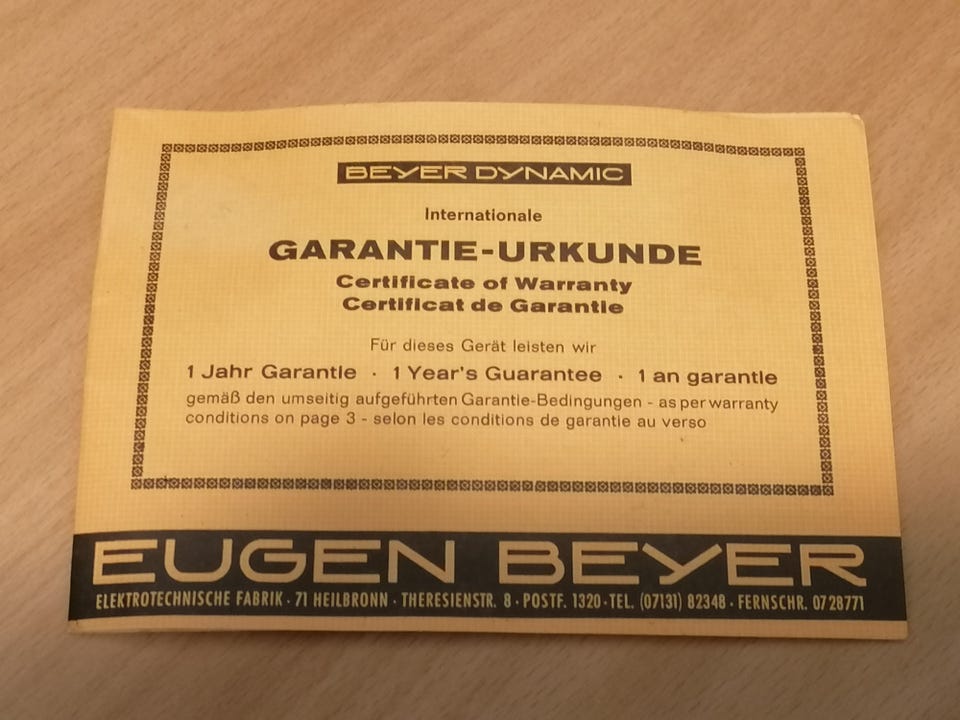 BEYER DYNAMIC
Internationale
GARANTIE-URKUNDE
Certificate of Warranty
Certificat de Garantie
Für dieses Gerät leisten wir
1 Jahr Garantie · 1 Year's Guarantee · 1 an garantie
gemäß den umseitig aufgeführten Garantie-Bedingungen - as per warranty
conditions on page 3 - selon les conditions de garantie au verso
EUGEN BEYER
ELEKTROTECHNISCHE FABRIK · 71 HEILBRONN · THERESIENSTR. 8 · POSTF. 1320 · TEL. (07131) 82348 · FERNSCHR. 07 28771